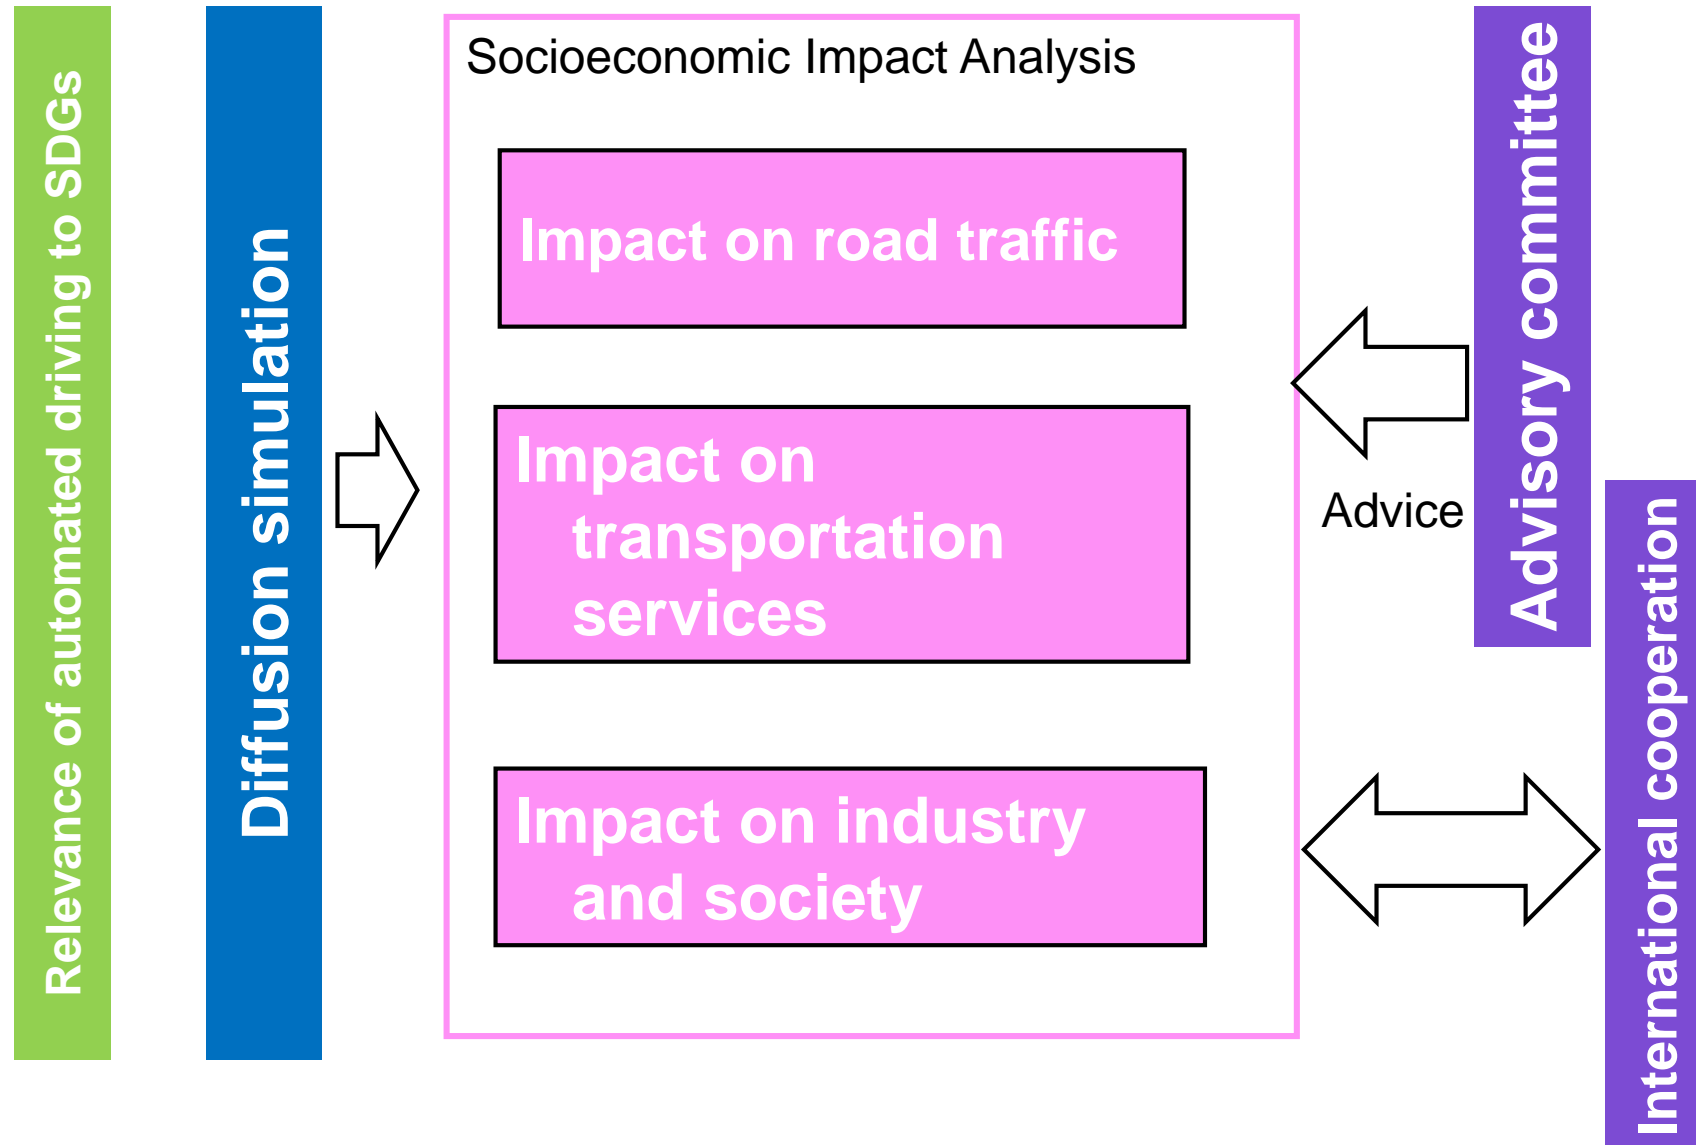 Relevance of automated driving to SDGs
Diffusion simulation
Socioeconomic Impact Analysis
Impact on road traffic
Impact on
transportation
services
Impact on industry
and society
Advice
Advisory committee
International cooperation